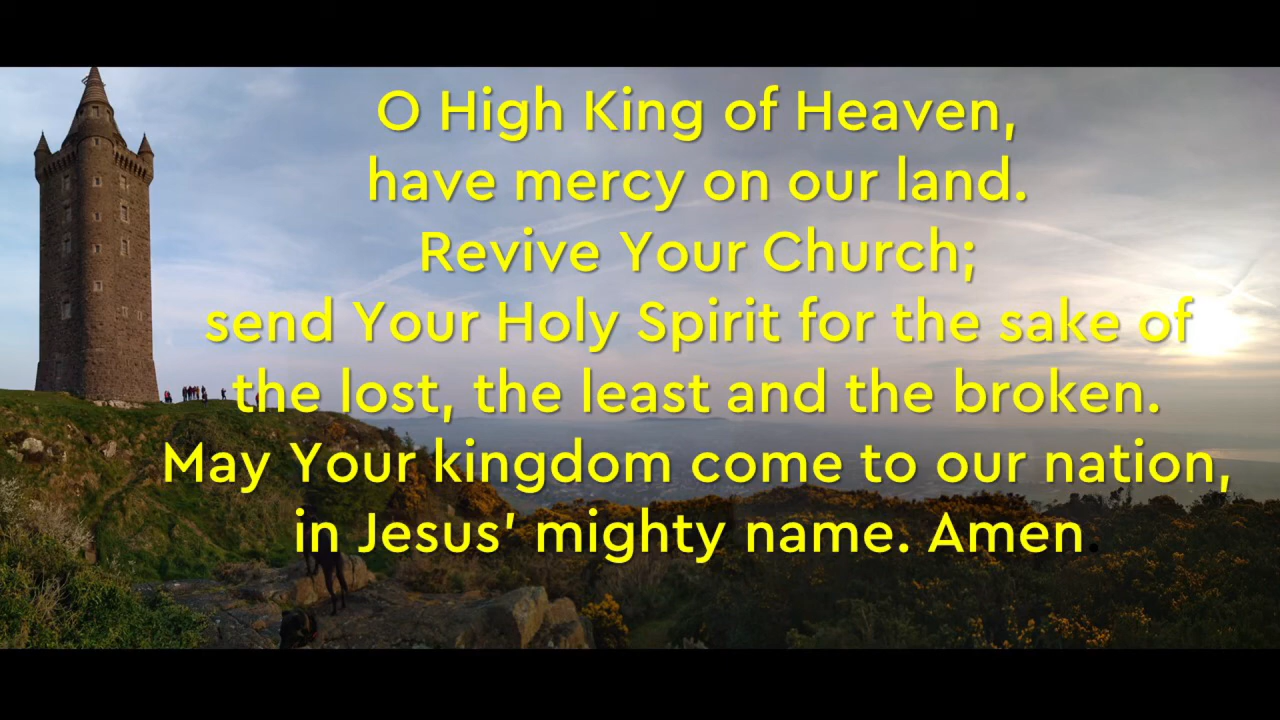 O High King of Heaven,
have mercy on our land.
Revive Your Church;
send Your Holy Spirit for the sake of
the lost, the least and the broken.
May Your kingdom come to our nation,
in Jesus’ mighty name. Amen.